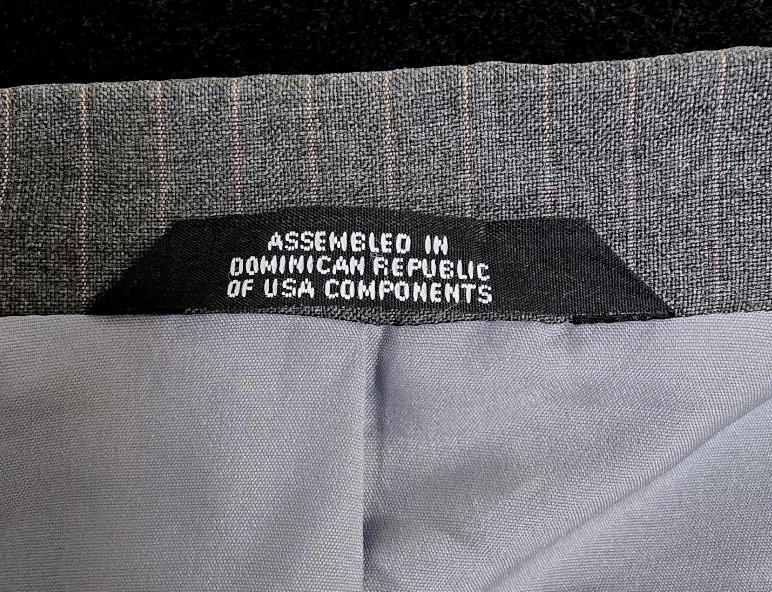 ASSEMBLED IN
DOMINICAN REPUBLIC
OF USA COMPONENTS